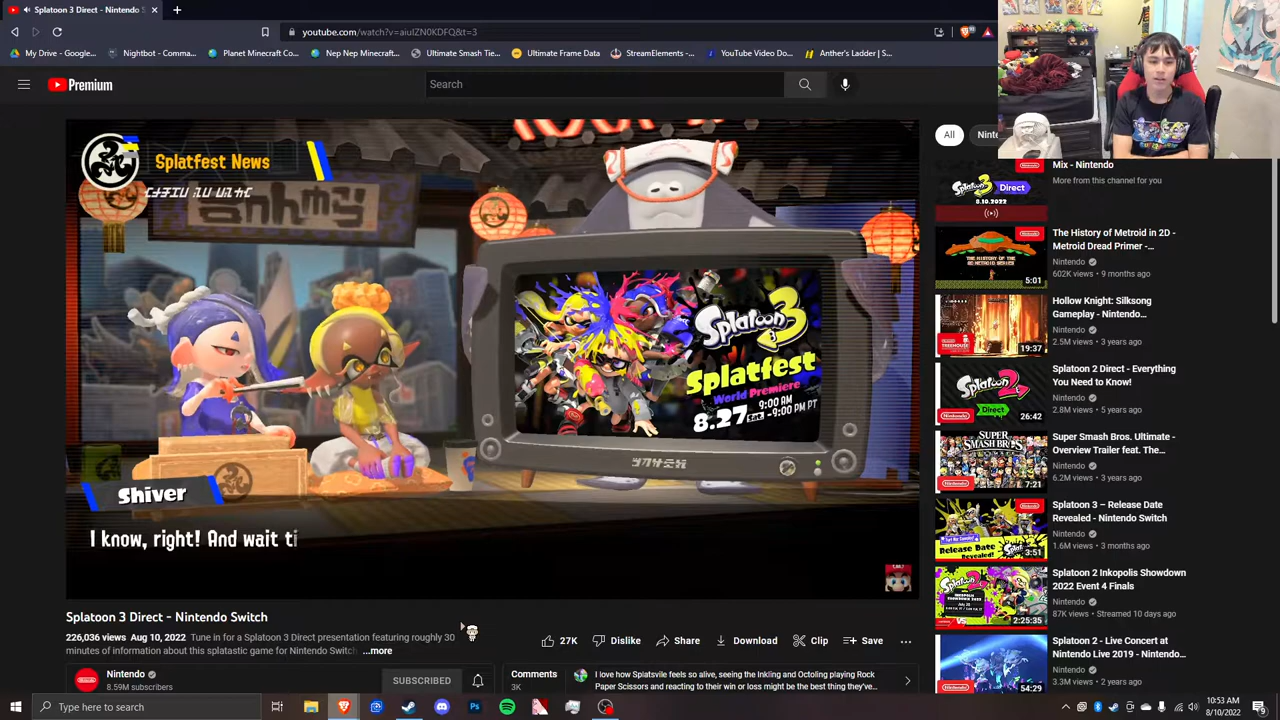 Splatoon 3 Direct - Nintendo S
youtube.com/watch?v=aiuIZN0KDFQ&t=3
My Drive - Google...
Nightbot - Comma...
Ultimate Smash Tie...
Ultimate Frame Data
StreamElements -...
Anther's Ladder | S...
Premium
Search
All
Splatfest News
Splatoon 3
Splatfest
World Premiere
8.27
9:00 AM
-9:00 PM PT
Shiver
I know, right! And wait ti
Splatoon 3 Direct - Nintendo
226,036 views Aug 10, 2022 Tune in for a Splatoon 3 Direct presentation featuring roughly 30
minutes of information about this splatastic game for Nintendo Switch ...more
27K
Dislike
Share
Download
Clip
Save
Nintendo
8.59M subscribers
SUBSCRIBED
Comments
3K
I love how Splatsville feels so alive, seeing the Inkling and Octoling playing Rock
Paper Scissors and reacting to their win or loss might be the best thing they've...
Splatoon 3 Direct
8.10.2022
Mix - Nintendo
More from this channel for you
5:01
The History of Metroid in 2D -
Metroid Dread Primer -...
Nintendo
602K views • 9 months ago
19:37
Hollow Knight: Silksong
Gameplay - Nintendo...
Nintendo
2.5M views • 3 years ago
Splatoon 2
Direct
26:42
Splatoon 2 Direct - Everything
You Need to Know!
Nintendo
2.8M views • 5 years ago
SUPER
SMASH BROS.
7:21
Super Smash Bros. Ultimate -
Overview Trailer feat. The...
Nintendo
6.2M views • 3 years ago
Release Date
Revealed!
3:51
Splatoon 3 – Release Date
Revealed - Nintendo Switch
Nintendo
1.6M views • 3 months ago
2:25:35
Splatoon 2 Inkopolis Showdown
2022 Event 4 Finals
Nintendo
87K views • Streamed 10 days ago
54:29
Splatoon 2 - Live Concert at
Nintendo Live 2019 - Nintendo...
Nintendo
3.3M views • 2 years ago
Type here to search
10:53 AM
8/10/2022